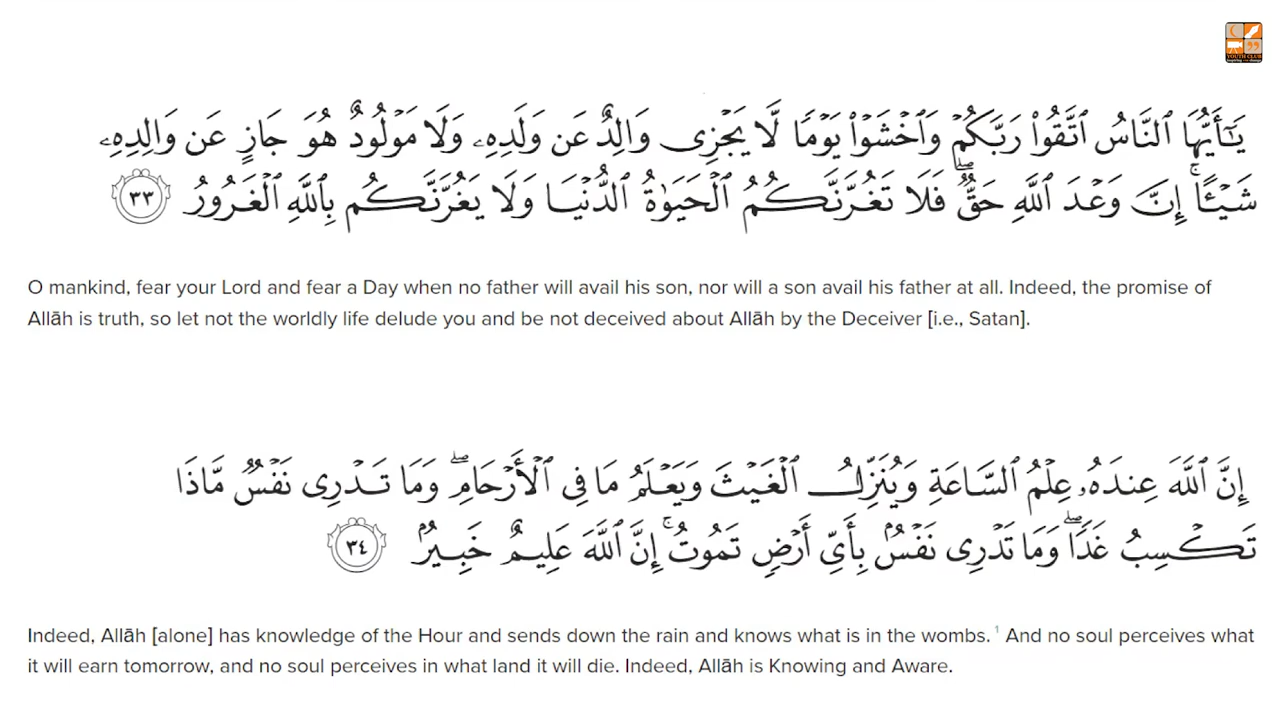 YOUTH CLUB
يَـٰٓأَيُّهَا ٱلنَّاسُ ٱتَّقُوا۟ رَبَّكُمْ وَٱخْشَوْا۟ يَوْمًا لَّا يَجْزِى وَالِدٌ عَن وَلَدِهِۦ وَلَا مَوْلُودٌ هُوَ جَازٍ عَن وَالِدِهِۦ
شَيْـًٔا ۚ إِنَّ وَعْدَ ٱللَّهِ حَقٌّ ۖ فَلَا تَغُرَّنَّكُمُ ٱلْحَيَوٰةُ ٱلدُّنْيَا وَلَا يَغُرَّنَّكُم بِٱللَّهِ ٱلْغَرُورُ ٣٣
O mankind, fear your Lord and fear a Day when no father will avail his son, nor will a son avail his father at all. Indeed, the promise of
Allāh is truth, so let not the worldly life delude you and be not deceived about Allāh by the Deceiver [i.e., Satan].
إِنَّ ٱللَّهَ عِندَهُۥ عِلْمُ ٱلسَّاعَةِ وَيُنَزِّلُ ٱلْغَيْثَ وَيَعْلَمُ مَا فِى ٱلْأَرْحَامِ ۖ وَمَا تَدْرِى نَفْسٌ مَّاذَا
تَكْسِبُ غَدًا ۖ وَمَا تَدْرِى نَفْسٌۢ بِأَىِّ أَرْضٍ تَمُوتُ ۚ إِنَّ ٱللَّهَ عَلِيمٌ خَبِيرٌۢ ٣٤
Indeed, Allāh [alone] has knowledge of the Hour and sends down the rain and knows what is in the wombs. 1 And no soul perceives what
it will earn tomorrow, and no soul perceives in what land it will die. Indeed, Allāh is Knowing and Aware.